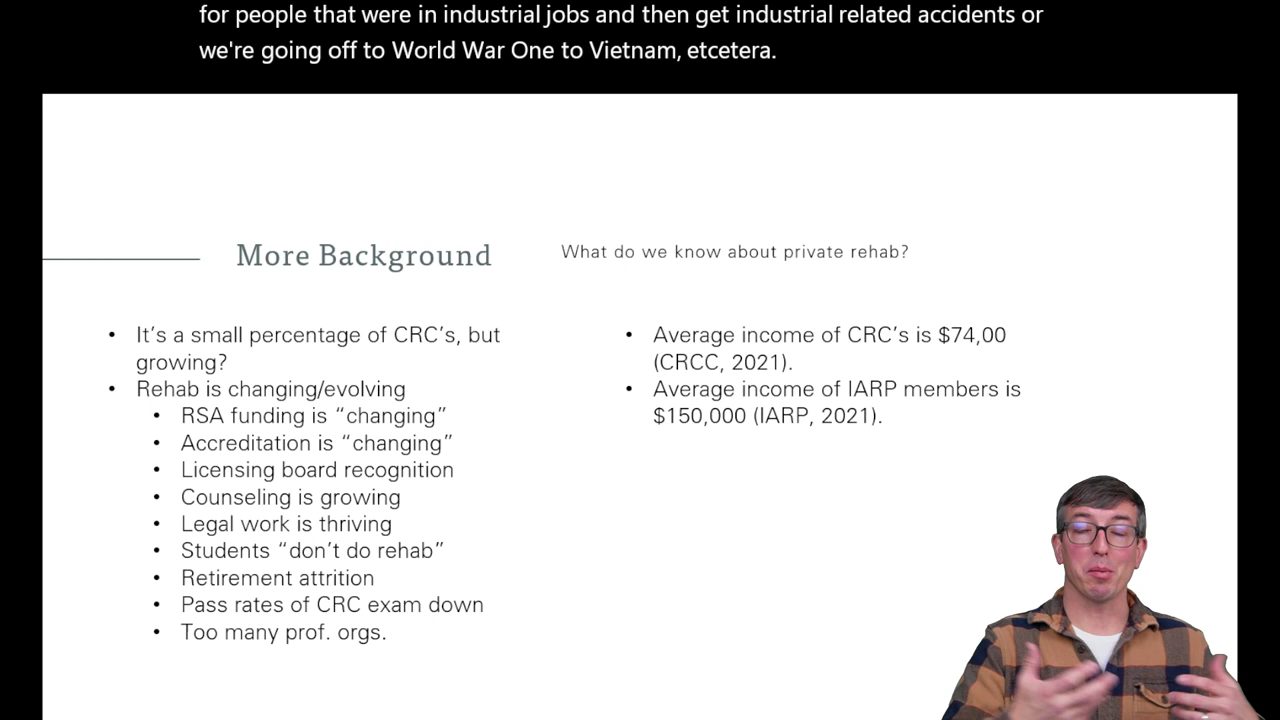 for people that were in industrial jobs and then get industrial related accidents or
we're going off to World War One to Vietnam, etcetera.
More Background
What do we know about private rehab?
• It’s a small percentage of CRC’s, but
growing?
• Rehab is changing/evolving
• RSA funding is “changing”
• Accreditation is “changing”
• Licensing board recognition
• Counseling is growing
• Legal work is thriving
• Students “don’t do rehab”
• Retirement attrition
• Pass rates of CRC exam down
• Too many prof. orgs.
• Average income of CRC’s is $74,00
(CRCC, 2021).
• Average income of IARP members is
$150,000 (IARP, 2021).